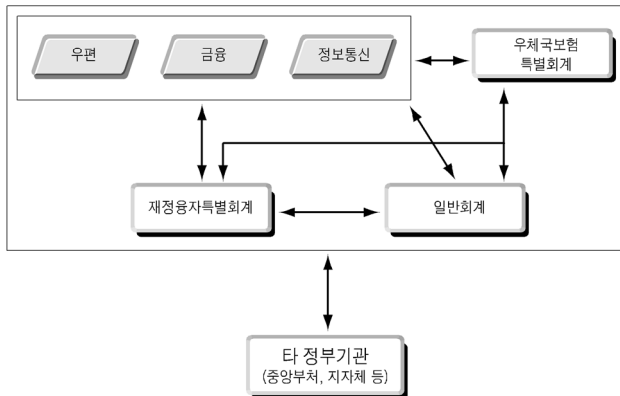 우편
금융
정보통신
우체국보험
특별회계
재정융자특별회계
일반회계
타 정부기관
(중앙부처, 지자체 등)